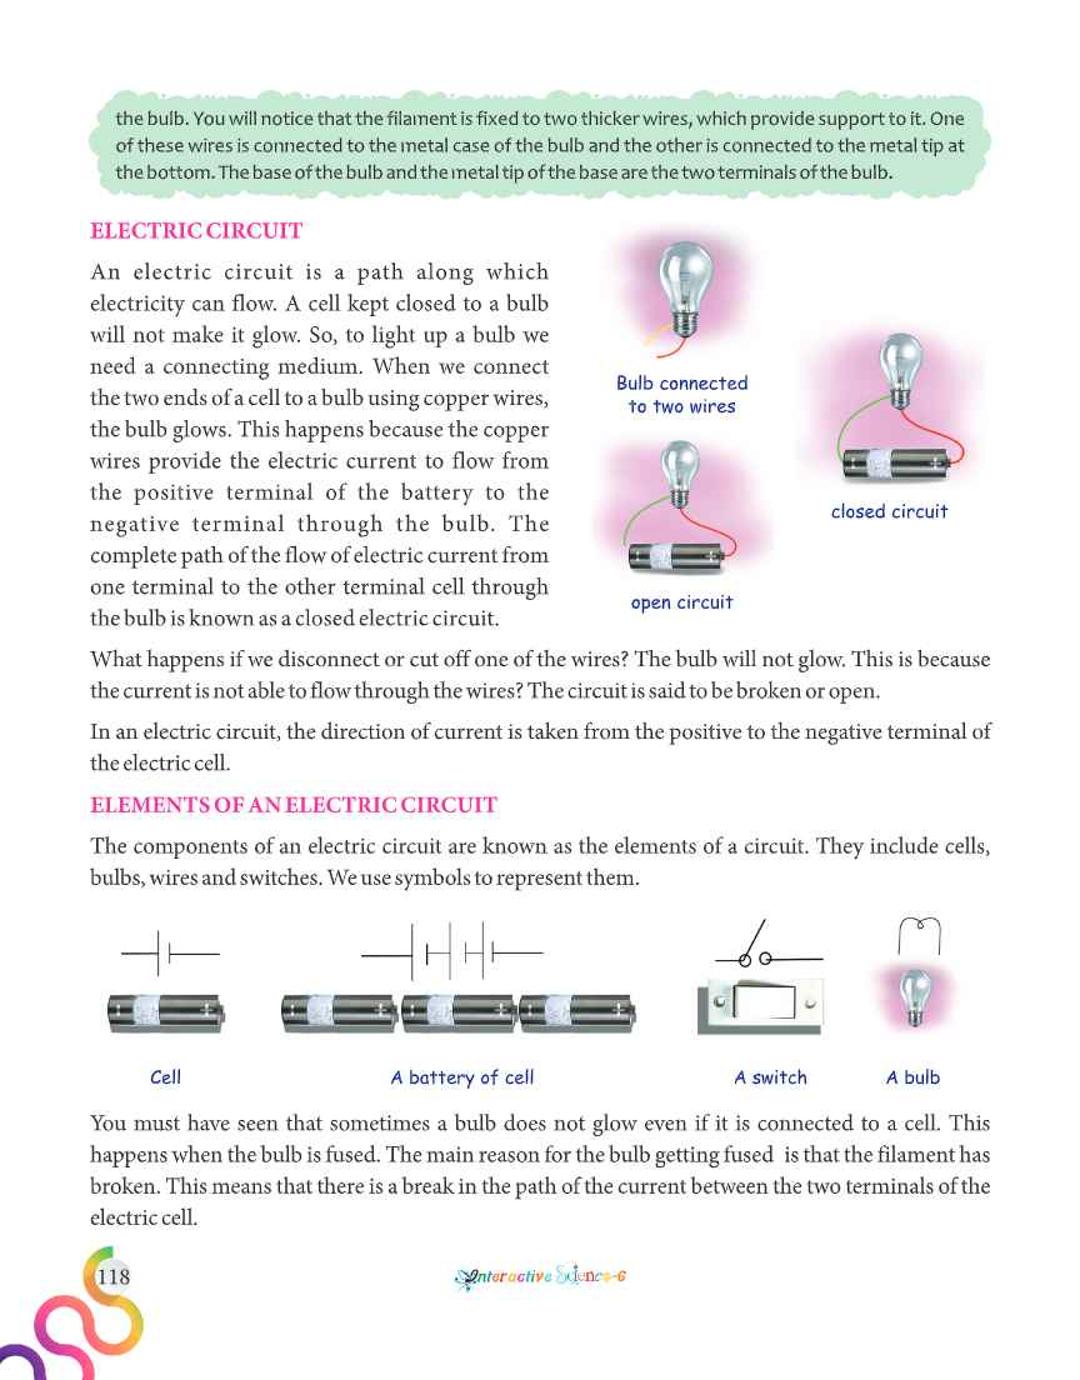 the bulb. You will notice that the filament is fixed to two thicker wires, which provide support to it. One
of these wires is connected to the metal case of the bulb and the other is connected to the metal tip at
the bottom. The base of the bulb and the metal tip of the base are the two terminals of the bulb.
ELECTRIC CIRCUIT
An electric circuit is a path along which
electricity can flow. A cell kept closed to a bulb
will not make it glow. So, to light up a bulb we
need a connecting medium. When we connect
the two ends of a cell to a bulb using copper wires,
the bulb glows. This happens because the copper
wires provide the electric current to flow from
the positive terminal of the battery to the
negative terminal through the bulb. The
complete path of the flow of electric current from
one terminal to the other terminal cell through
the bulb is known as a closed electric circuit.
Bulb connected
to two wires
closed circuit
open circuit
What happens if we disconnect or cut off one of the wires? The bulb will not glow. This is because
the current is not able to flow through the wires? The circuit is said to be broken or open.
In an electric circuit, the direction of current is taken from the positive to the negative terminal of
the electric cell.
ELEMENTS OF AN ELECTRIC CIRCUIT
The components of an electric circuit are known as the elements of a circuit. They include cells,
bulbs, wires and switches. We use symbols to represent them.
Cell
A battery of cell
A switch
A bulb
You must have seen that sometimes a bulb does not glow even if it is connected to a cell. This
happens when the bulb is fused. The main reason for the bulb getting fused is that the filament has
broken. This means that there is a break in the path of the current between the two terminals of the
electric cell.
118
Interactive Science-6